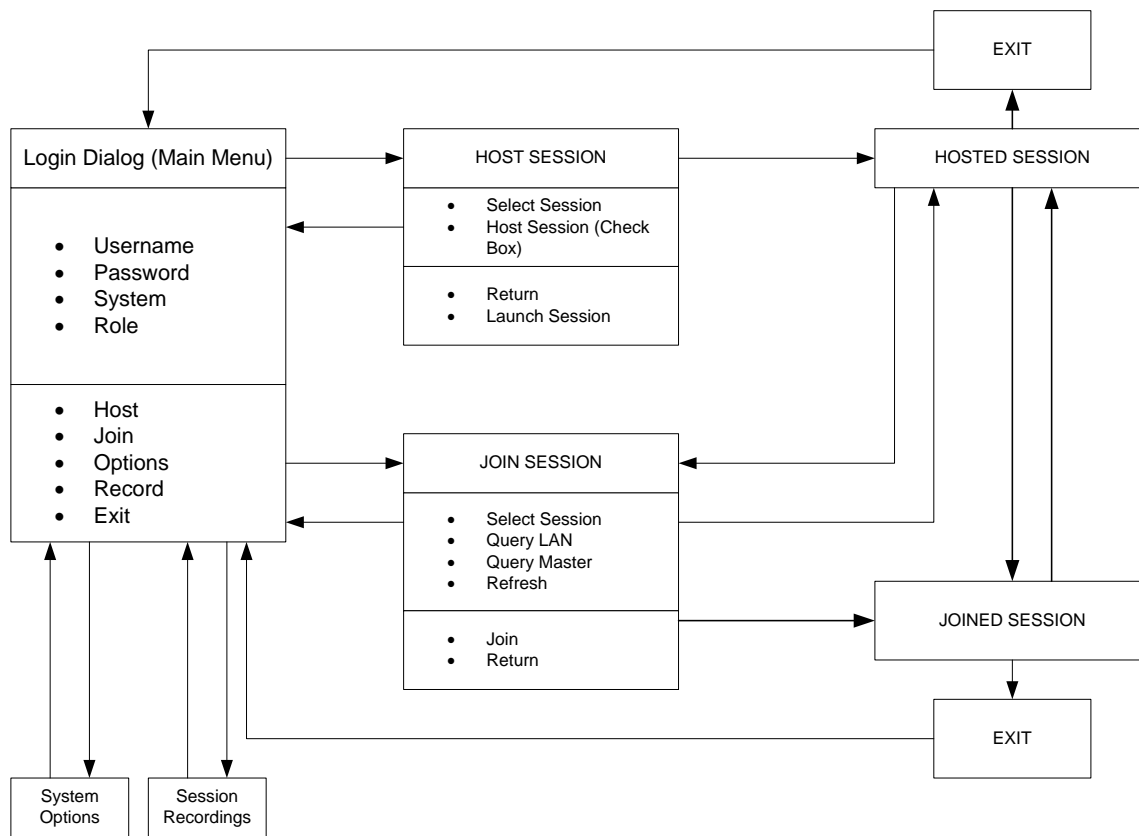 EXIT
Login Dialog (Main Menu)
• Username
• Password
• System
• Role
• Host
• Join
• Options
• Record
• Exit
HOST SESSION
• Select Session
• Host Session (Check
Box)
• Return
• Launch Session
HOSTED SESSION
JOIN SESSION
• Select Session
• Query LAN
• Query Master
• Refresh
• Join
• Return
JOINED SESSION
EXIT
System
Options
Session
Recordings